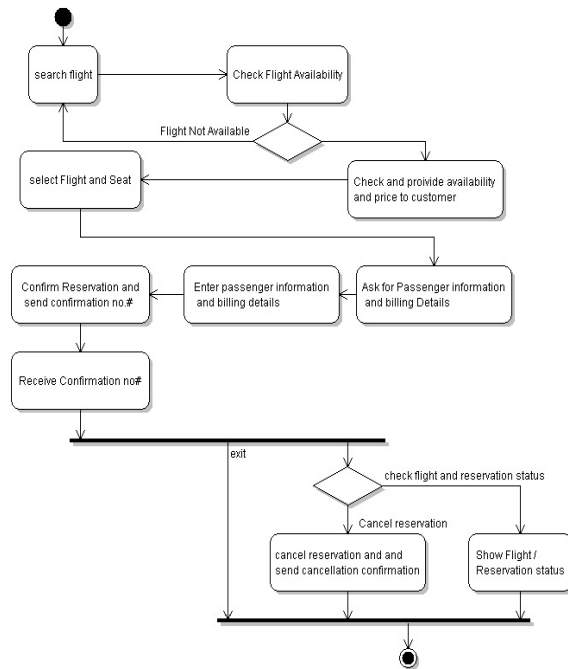 search flight
Check Flight Availability
Flight Not Available
select Flight and Seat
Check and proivide availability
and price to customer
Confirm Reservation and
send confirmation no.#
Enter passenger information
and billing details
Ask for Passenger information
and billing Details
Receive Confirmation no#
exit
check flight and reservation status
Cancel reservation
cancel reservation and and
send cancellation confirmation
Show Flight /
Reservation status